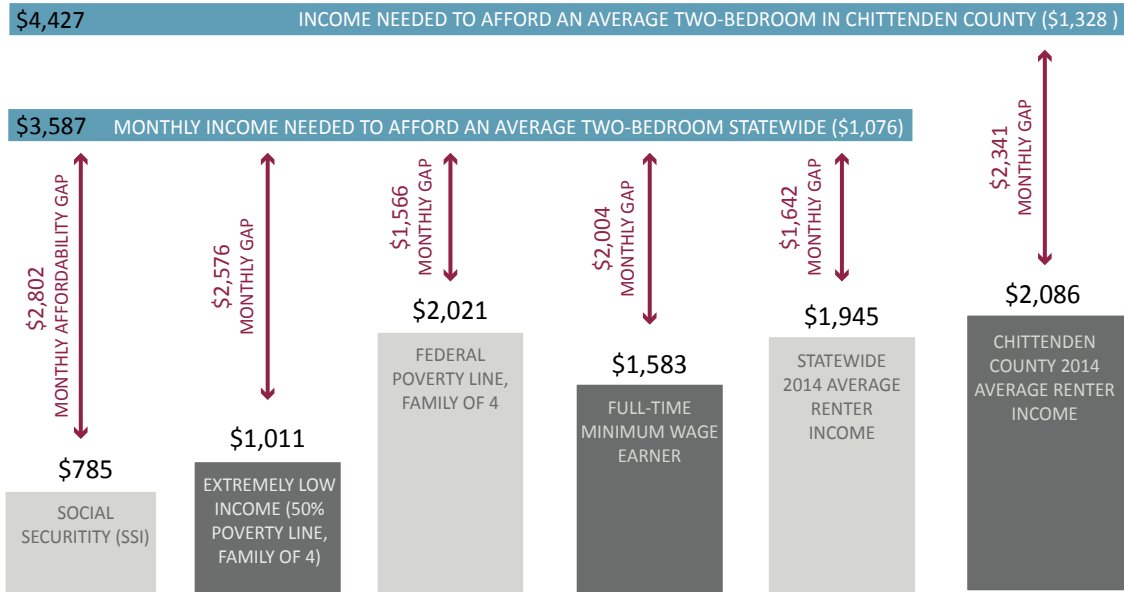 $4,427 INCOME NEEDED TO AFFORD AN AVERAGE TWO-BEDROOM IN CHITTENDEN COUNTY ($1,328 )
$3,587 MONTHLY INCOME NEEDED TO AFFORD AN AVERAGE TWO-BEDROOM STATEWIDE ($1,076)
$2,802
MONTHLY AFFORDABILITY GAP
$785
SOCIAL
SECURITITY (SSI)
$2,576
MONTHLY GAP
$1,011
EXTREMELY LOW
INCOME (50%
POVERTY LINE,
FAMILY OF 4)
$1,566
MONTHLY GAP
$2,021
FEDERAL
POVERTY LINE,
FAMILY OF 4
$2,004
MONTHLY GAP
$1,583
FULL-TIME
MINIMUM WAGE
EARNER
$1,642
MONTHLY GAP
$1,945
STATEWIDE
2014 AVERAGE
RENTER
INCOME
$2,341
MONTHLY GAP
$2,086
CHITTENDEN
COUNTY 2014
AVERAGE RENTER
INCOME